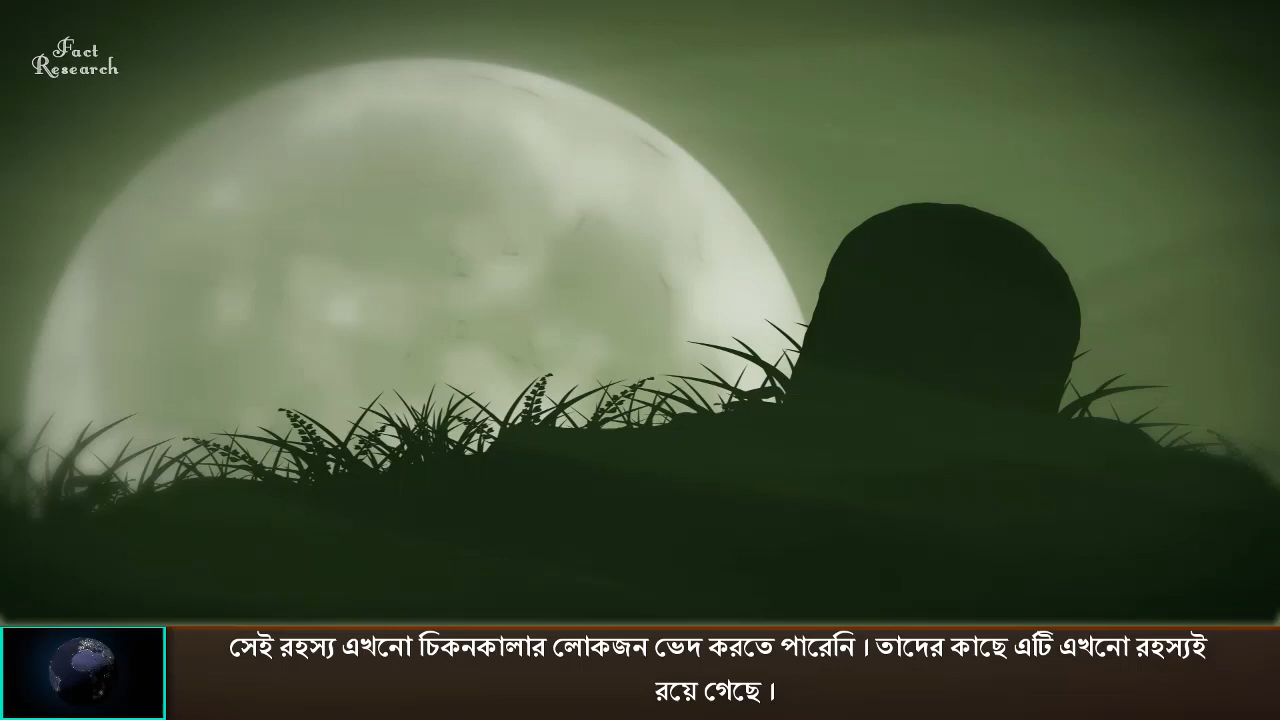 Fact
Research
সেই রহস্য এখনো চিকনকালার লোকজন ভেদ করতে পারেনি। তাদের কাছে এটি এখনো রহস্যই
রয়ে গেছে।